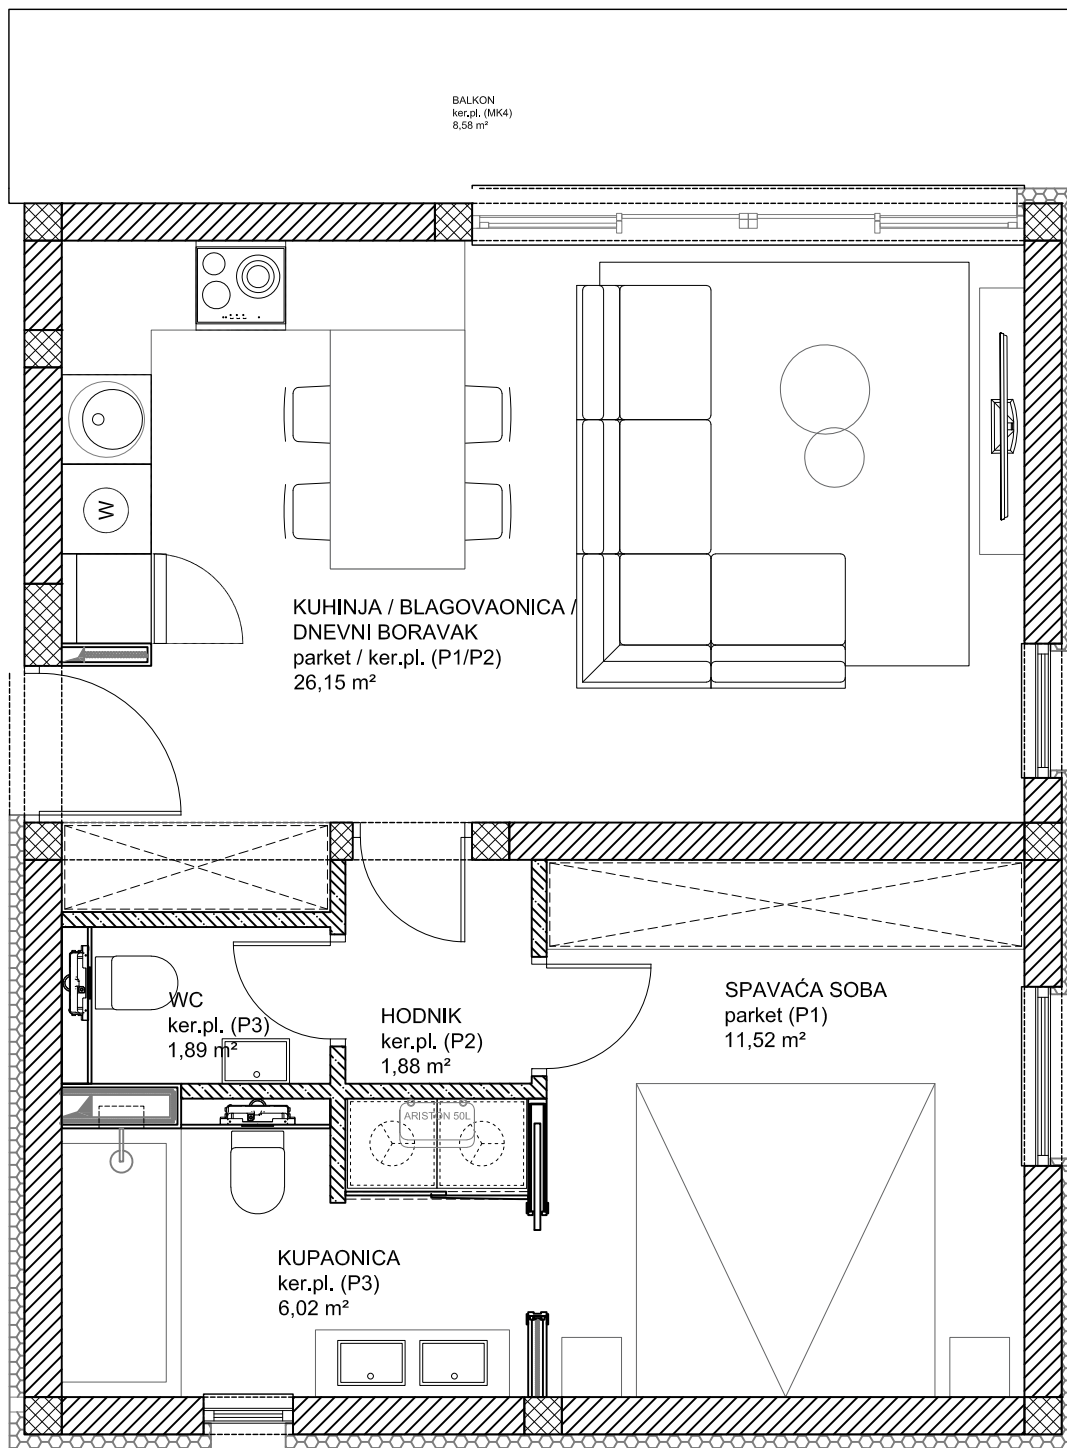 BALKON
ker.pl. (MK4)
8,58 m²
W
KUHINJA / BLAGOVAONICA /
DNEVNI BORAVAK
parket / ker.pl. (P1/P2)
26,15 m²
WC
ker.pl. (P3)
1,89 m²
HODNIK
ker.pl. (P2)
1,88 m²
SPAVAĆA SOBA
parket (P1)
11,52 m²
ARISTON 50L
KUPAONICA
ker.pl. (P3)
6,02 m²